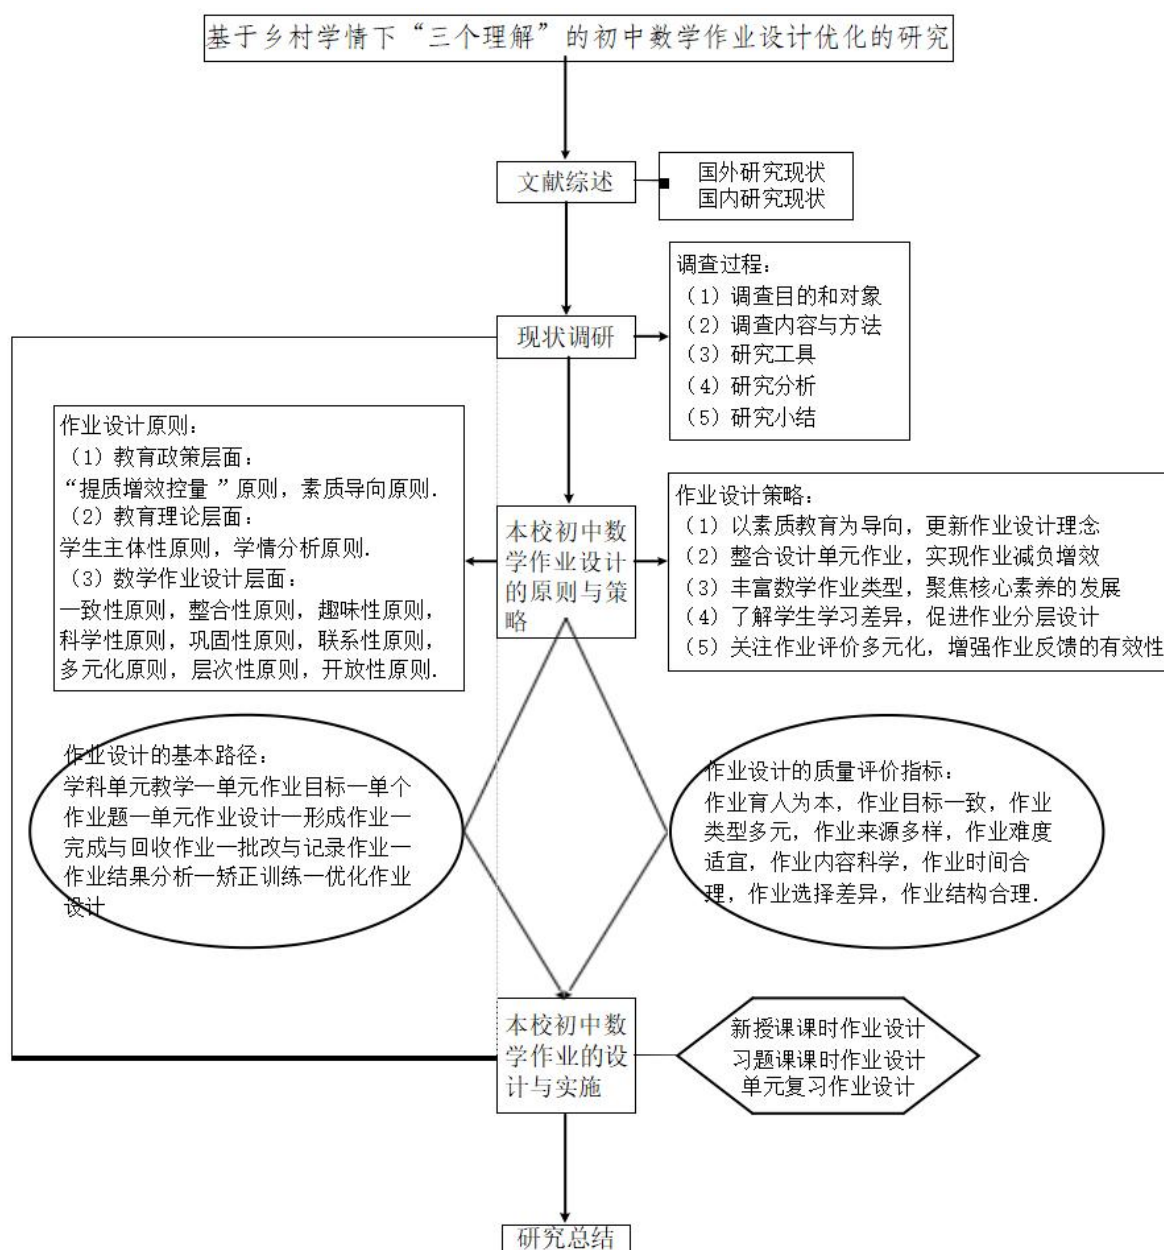 基于乡村学情下“三个理解”的初中数学作业设计优化的研究
文献综述
国外研究现状
国内研究现状
现状调研
调查过程：
（1）调查目的和对象
（2）调查内容与方法
（3）研究工具
（4）研究分析
（5）研究小结
作业设计原则：
（1）教育政策层面：
“提质增效控量 ”原则，素质导向原则.
（2）教育理论层面：
学生主体性原则，学情分析原则.
（3）数学作业设计层面：
一致性原则，整合性原则，趣味性原则，
科学性原则，巩固性原则，联系性原则，
多元化原则，层次性原则，开放性原则.
本校初中数
学作业设计
的原则与策
略
作业设计策略：
（1）以素质教育为导向，更新作业设计理念
（2）整合设计单元作业，实现作业减负增效
（3）丰富数学作业类型，聚焦核心素养的发展
（4）了解学生学习差异，促进作业分层设计
（5）关注作业评价多元化，增强作业反馈的有效性
作业设计的基本路径：
学科单元教学一单元作业目标一单个
作业题一单元作业设计一形成作业一
完成与回收作业一批改与记录作业一
作业结果分析一矫正训练一优化作业
设计
作业设计的质量评价指标：
作业育人为本，作业目标一致，作业
类型多元，作业来源多样，作业难度
适宜，作业内容科学，作业时间合
理，作业选择差异，作业结构合理.
本校初中数
学作业的设
计与实施
新授课课时作业设计
习题课课时作业设计
单元复习作业设计
研究总结